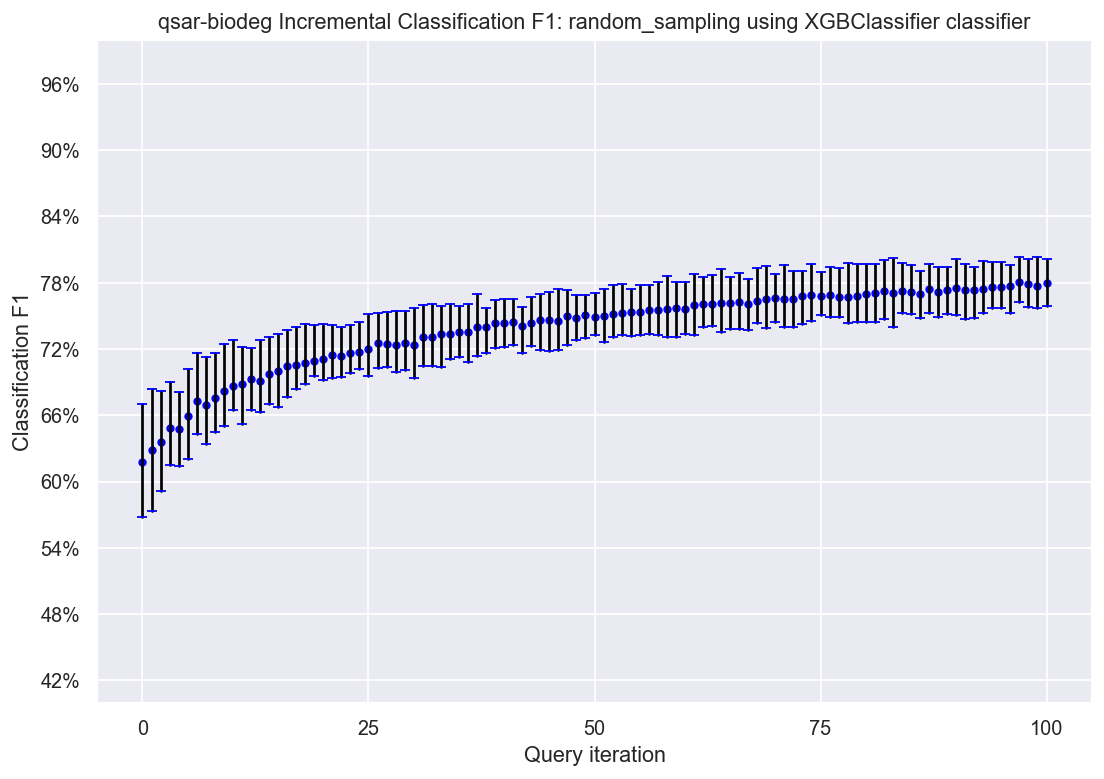 qsar-biodeg Incremental Classification F1: random_sampling using XGBClassifier classifier
96%
90%
84%
78%
72%
66%
60%
54%
48%
42%
Classification F1
0 25 50 75 100
Query iteration